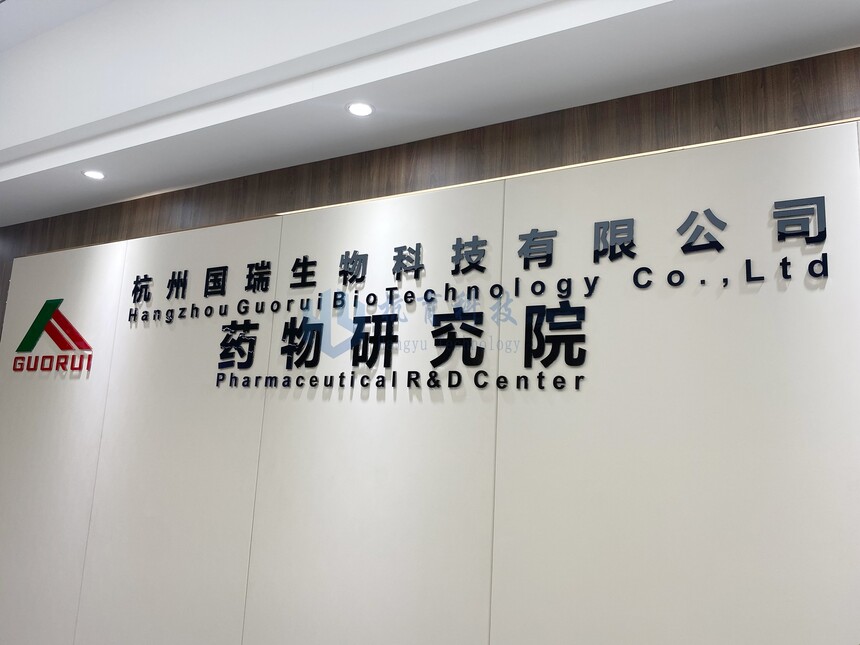 杭州国瑞生物科技有限公司
Hangzhou Guorui BioTechnology Co.,Ltd
药物研究院
Pharmaceutical R&D Center
GUORUI